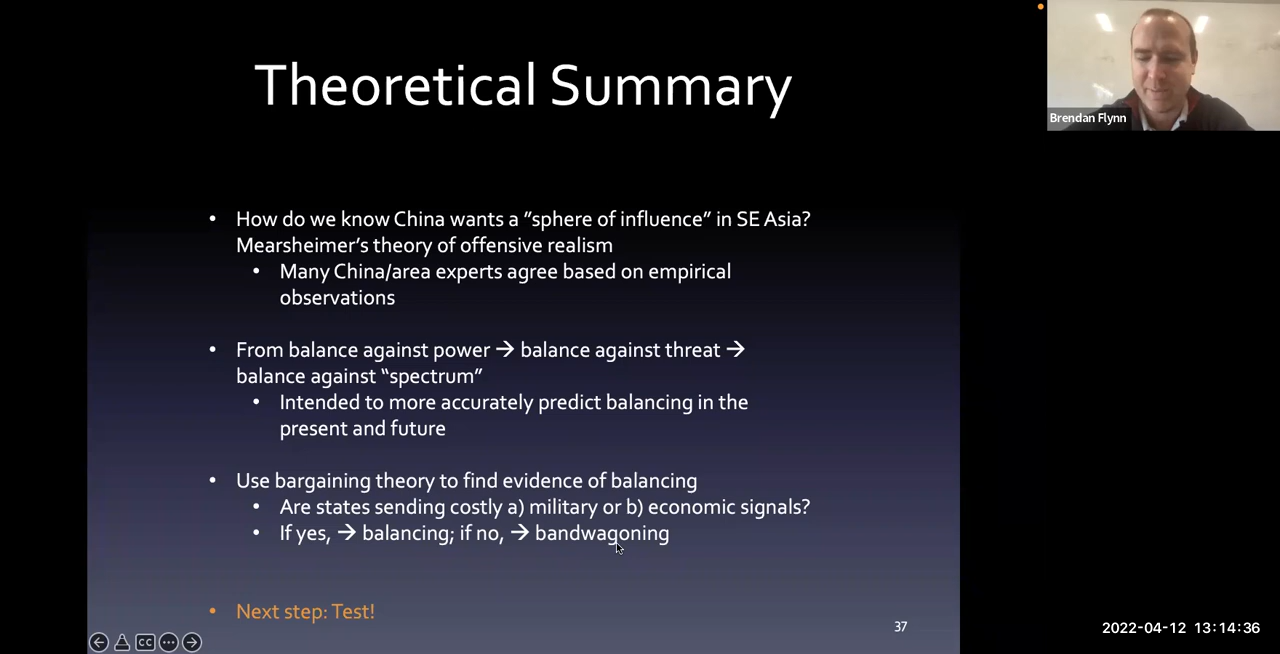 Theoretical Summary
Brendan Flynn
• How do we know China wants a ”sphere of influence” in SE Asia?
Mearsheimer’s theory of offensive realism
• Many China/area experts agree based on empirical
observations
• From balance against power → balance against threat →
balance against “spectrum”
• Intended to more accurately predict balancing in the
present and future
• Use bargaining theory to find evidence of balancing
• Are states sending costly a) military or b) economic signals?
• If yes, → balancing; if no, → bandwagoning
• Next step: Test!
37
CC
2022-04-12 13:14:36